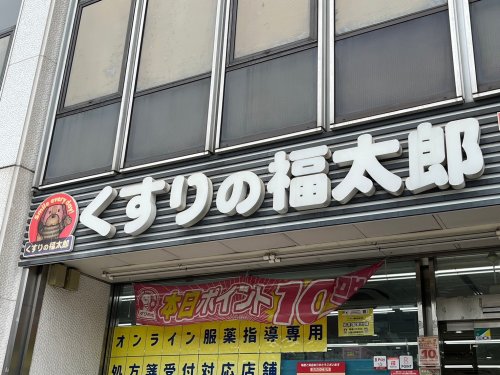 くすりの福太郎
くすりの福太郎
本日ポイント10倍
オンライン服薬指導専用
処方薬受付対応店舗